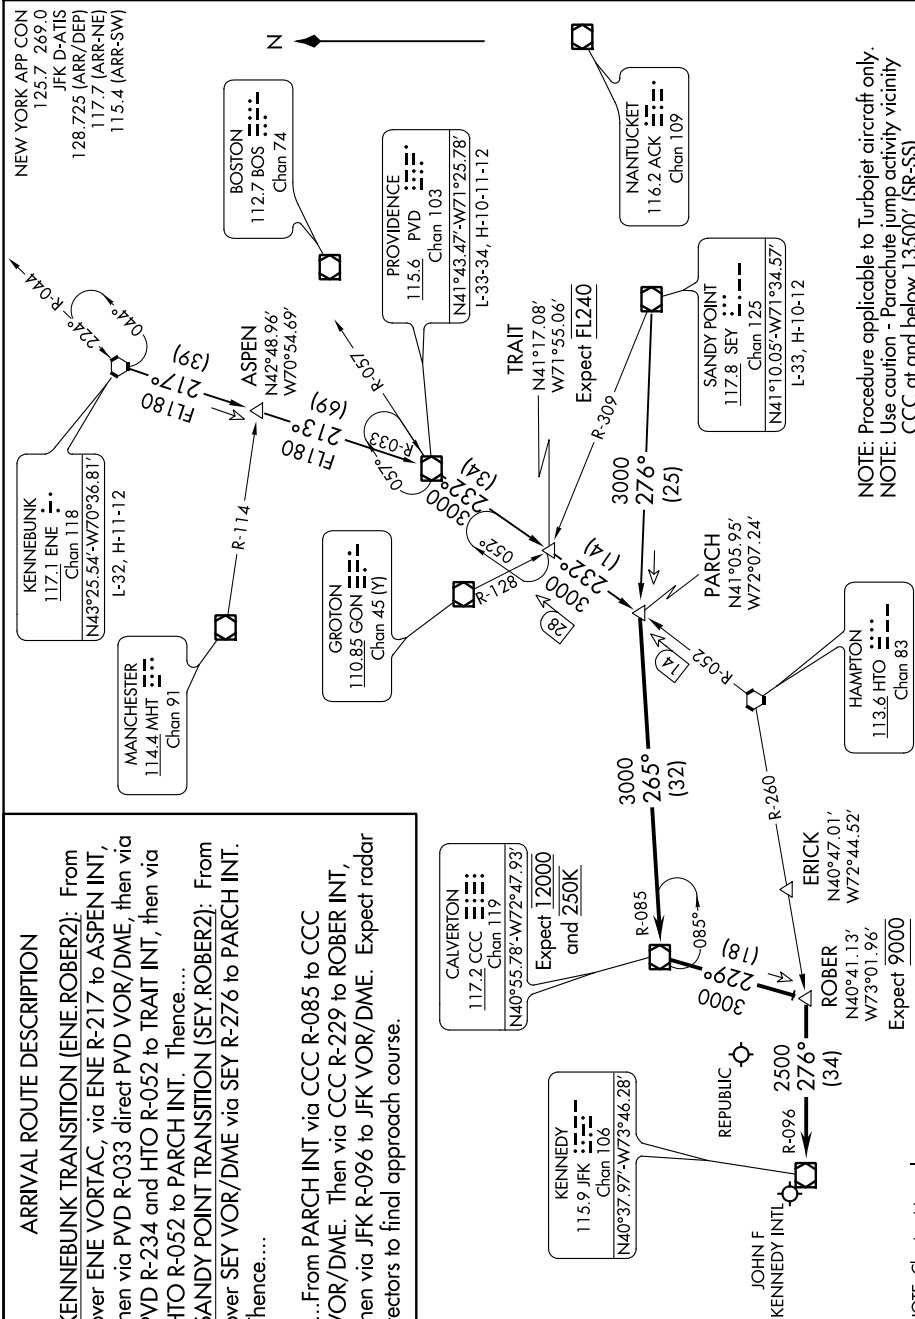 NEW YORK APP CON
125.7 269.0
JFK D-ATIS
128.725 (ARR/DEP)
117.7 (ARR-NE)
115.4 (ARR-SW)
ARRIVAL ROUTE DESCRIPTION
KENNEBUNK TRANSITION (ENE.ROBER2): From
over ENE VORTAC, via ENE R-217 to ASPEN INT,
hen via PVD R-033 direct PVD VOR/DME, then via
PVD R-234 and HTO R-052 to TRAIT INT, then via
HTO R-052 to PARCH INT. Thence....
SANDY POINT TRANSITION (SEY.ROBER2): From
over SEY VOR/DME via SEY R-276 to PARCH INT.
Thence....
....From PARCH INT via CCC R-085 to CCC
VOR/DME. Then via CCC R-229 to ROBER INT,
hen via JFK R-096 to JFK VOR/DME. Expect radar
vectors to final approach course.
N
KENNEBUNK
117.1 ENE
Chan 118
N43°25.54'-W70°36.81'
L-32, H-11-12
R-044
224°
044°
FL180
217°
(39)
MANCHESTER
114.4 MHT
Chan 91
R-114
ASPEN
N42°48.96'
W70°54.69'
FL180
213°
(69)
BOSTON
112.7 BOS
Chan 74
R-057
R-033
057°
PROVIDENCE
115.6 PVD
Chan 103
N41°43.47'-W71°25.78'
L-33-34, H-10-11-12
3000
232°
(34)
GROTON
110.85 GON
Chan 45 (Y)
R-128
052°
TRAIT
N41°17.08'
W71°55.06'
Expect FL240
R-309
NANTUCKET
116.2 ACK
Chan 109
SANDY POINT
117.8 SEY
Chan 125
N41°10.05'-W71°34.57'
L-33, H-10-12
3000
276°
(25)
3000
232°
(14)
28
PARCH
N41°05.95'
W72°07.24'
14
R-052
HAMPTON
113.6 HTO
Chan 83
3000
265°
(32)
R-260
CALVERTON
117.2 CCC
Chan 119
N40°55.78'-W72°47.93'
Expect 12000
and 250K
R-085
085°
3000
229°
(18)
ERICK
N40°47.01'
W72°44.52'
ROBER
N40°41.13'
W73°01.96'
Expect 9000
2500
276°
(34)
R-096
REPUBLIC
KENNEDY
115.9 JFK
Chan 106
N40°37.97'-W73°46.28'
JOHN F
KENNEDY INTL
NOTE: Procedure applicable to Turbojet aircraft only.
NOTE: Use caution - Parachute jump activity vicinity
CCC at and below 13500' (SR-SS)